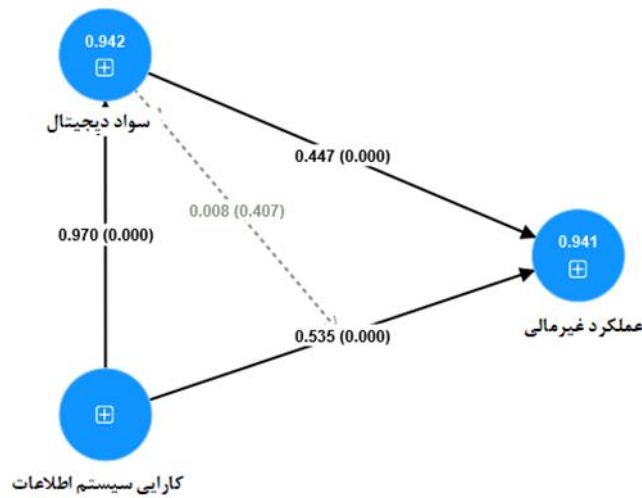 0.942
سواد دیجیتال
0.447 (0.000)
0.008 (0.407)
0.970 (0.000)
0.941
عملکرد غیرمالی
0.535 (0.000)
کارایی سیستم اطلاعات